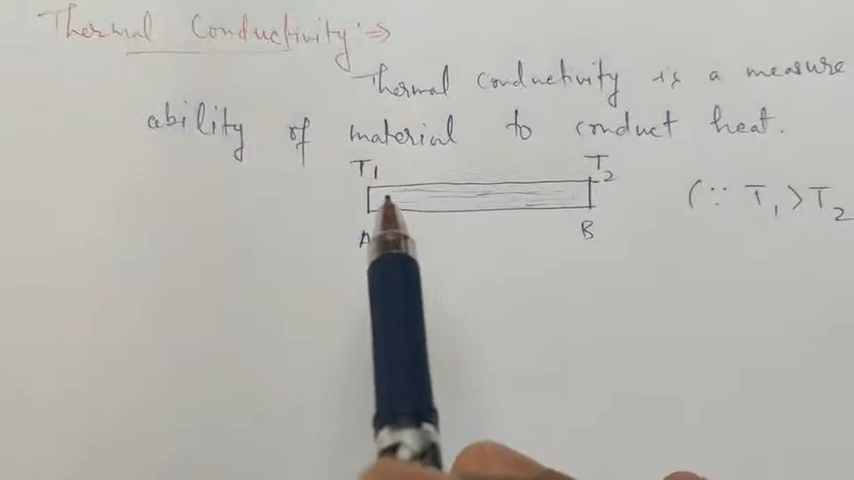 Thermal Conductivity :⇒
Thermal conductivity is a measure
ability of material to conduct heat.
T₁ T₂
(∵ T₁ > T₂
A B